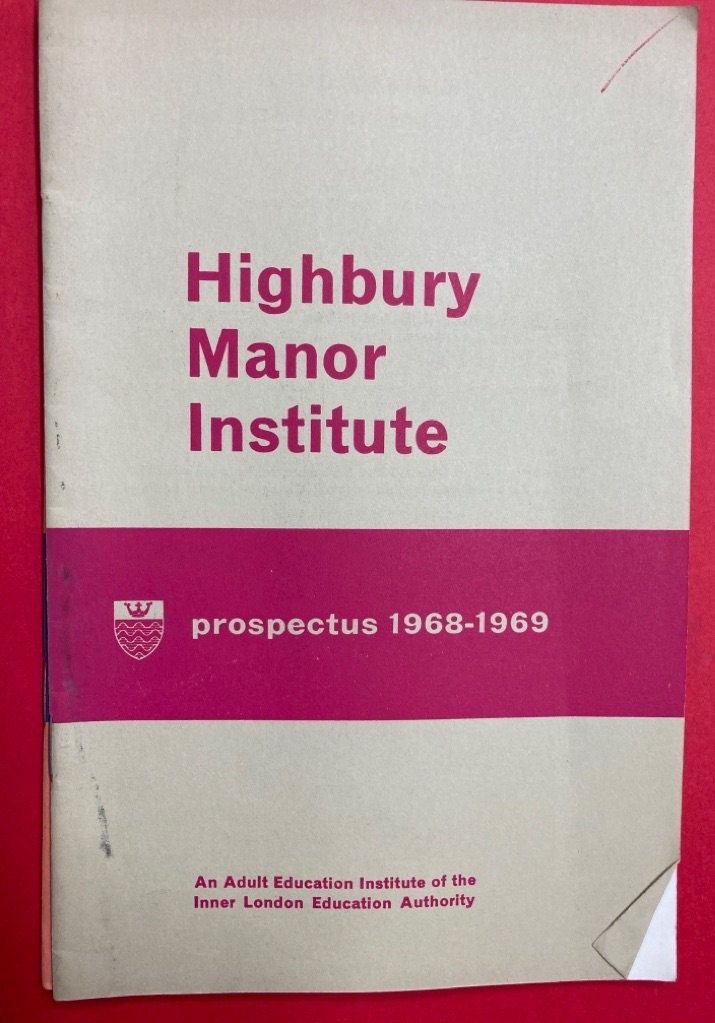 Highbury
Manor
Institute
prospectus 1968-1969
An Adult Education Institute of the
Inner London Education Authority